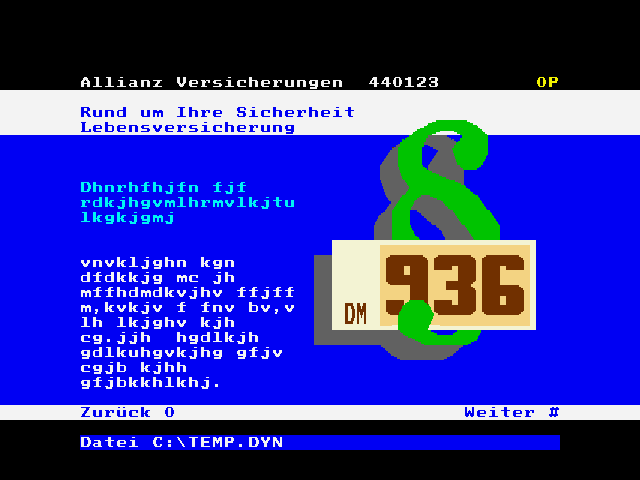 Allianz Versicherungen 440123 0P
Rund um Ihre Sicherheit
Lebensversicherung
§
Dhnrhfhjfn fjf
rdkjhgvmlhrmvlkjtu
lkgkjgmj
936
DM
vnvkljghn kgn
dfdkkjg mc jh
mffhdmdkvjhv ffjff
m,kvkjv f fnv bv,v
lh lkjghv kjh
cg.jjh hgdlkjh
gdlkuhgvkjhg gfjv
cgjb kjhh
gfjbkkhlkhj.
Zurück 0 Weiter #
Datei C:\TEMP.DYN